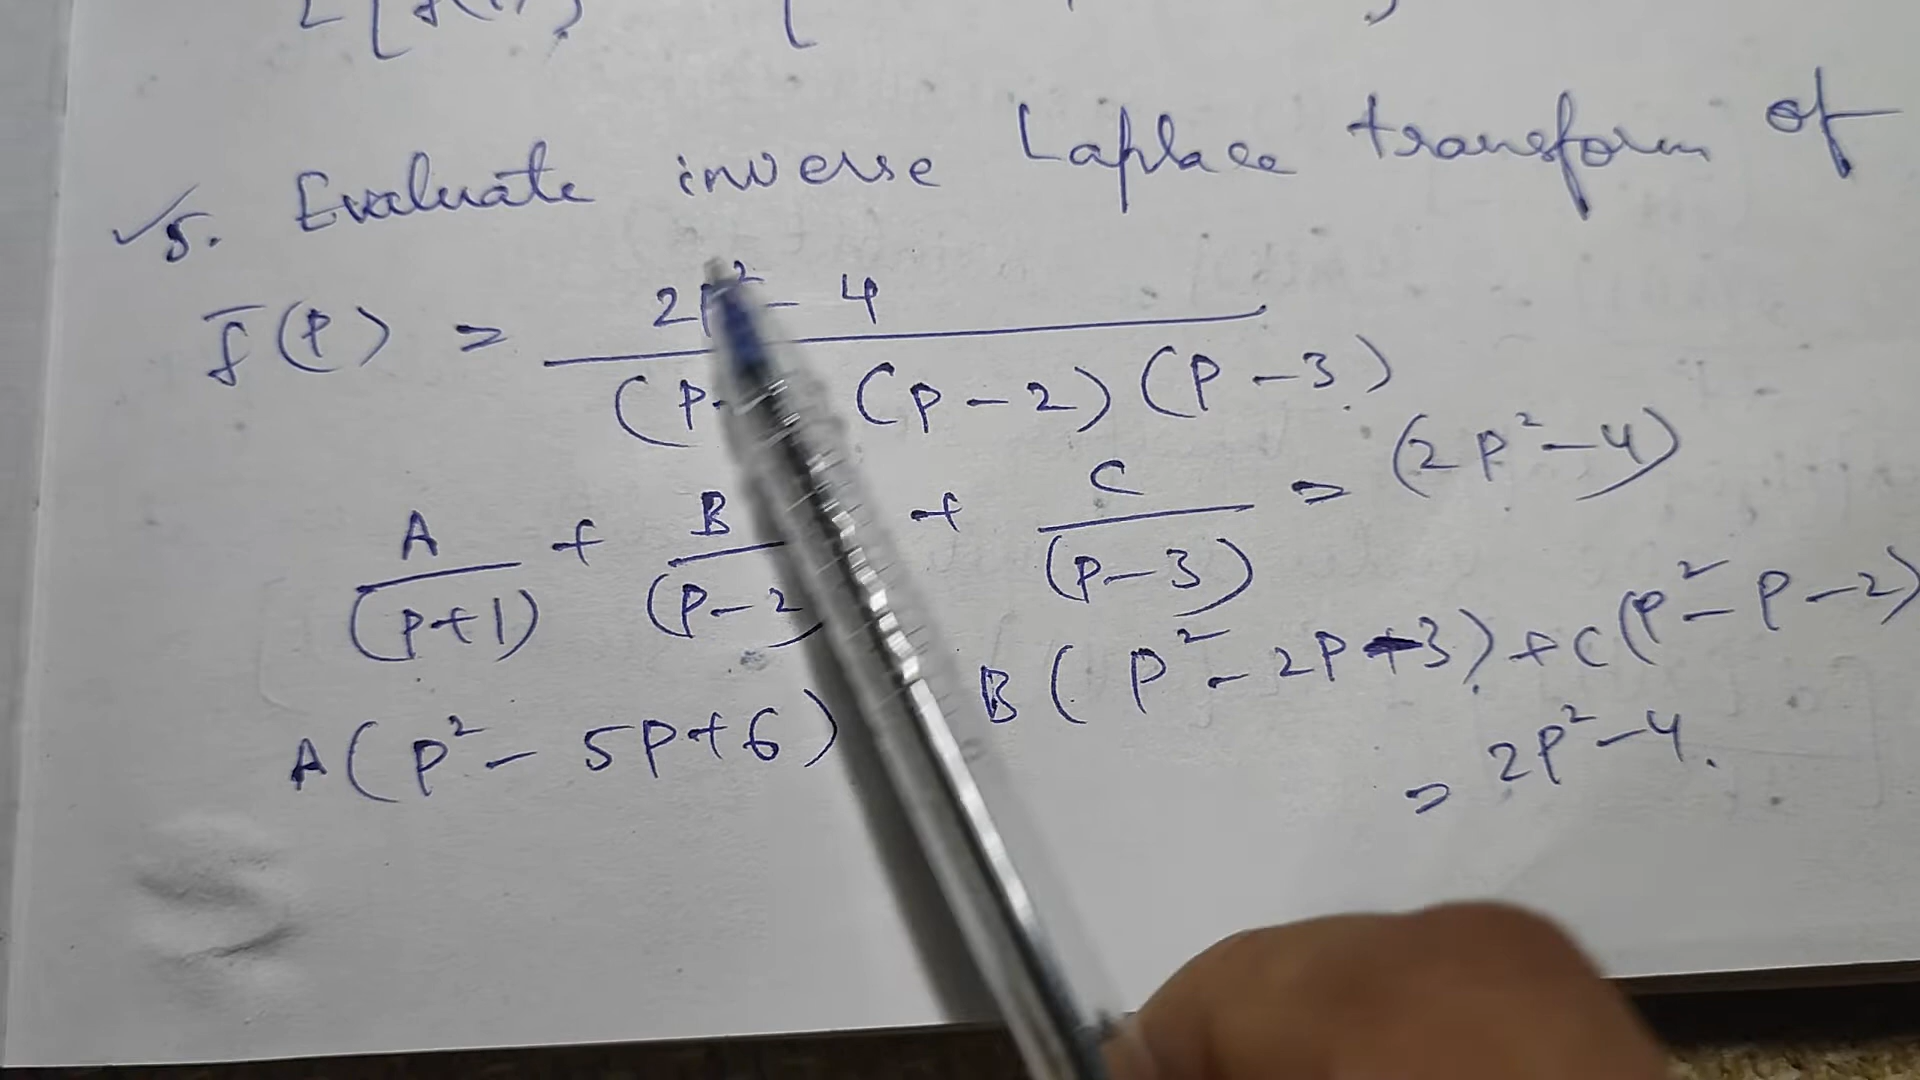 √5. Evaluate inverse Laplace transform of
f̄(p) = 2p² - 4
(p- (p-2)(p-3)
A/(p+1) + B/(p-2 + C/(p-3) = (2p²-4)
A(p² - 5p+6) B(p² - 2p - 3) + C(p² - p - 2)
= 2p²-4.